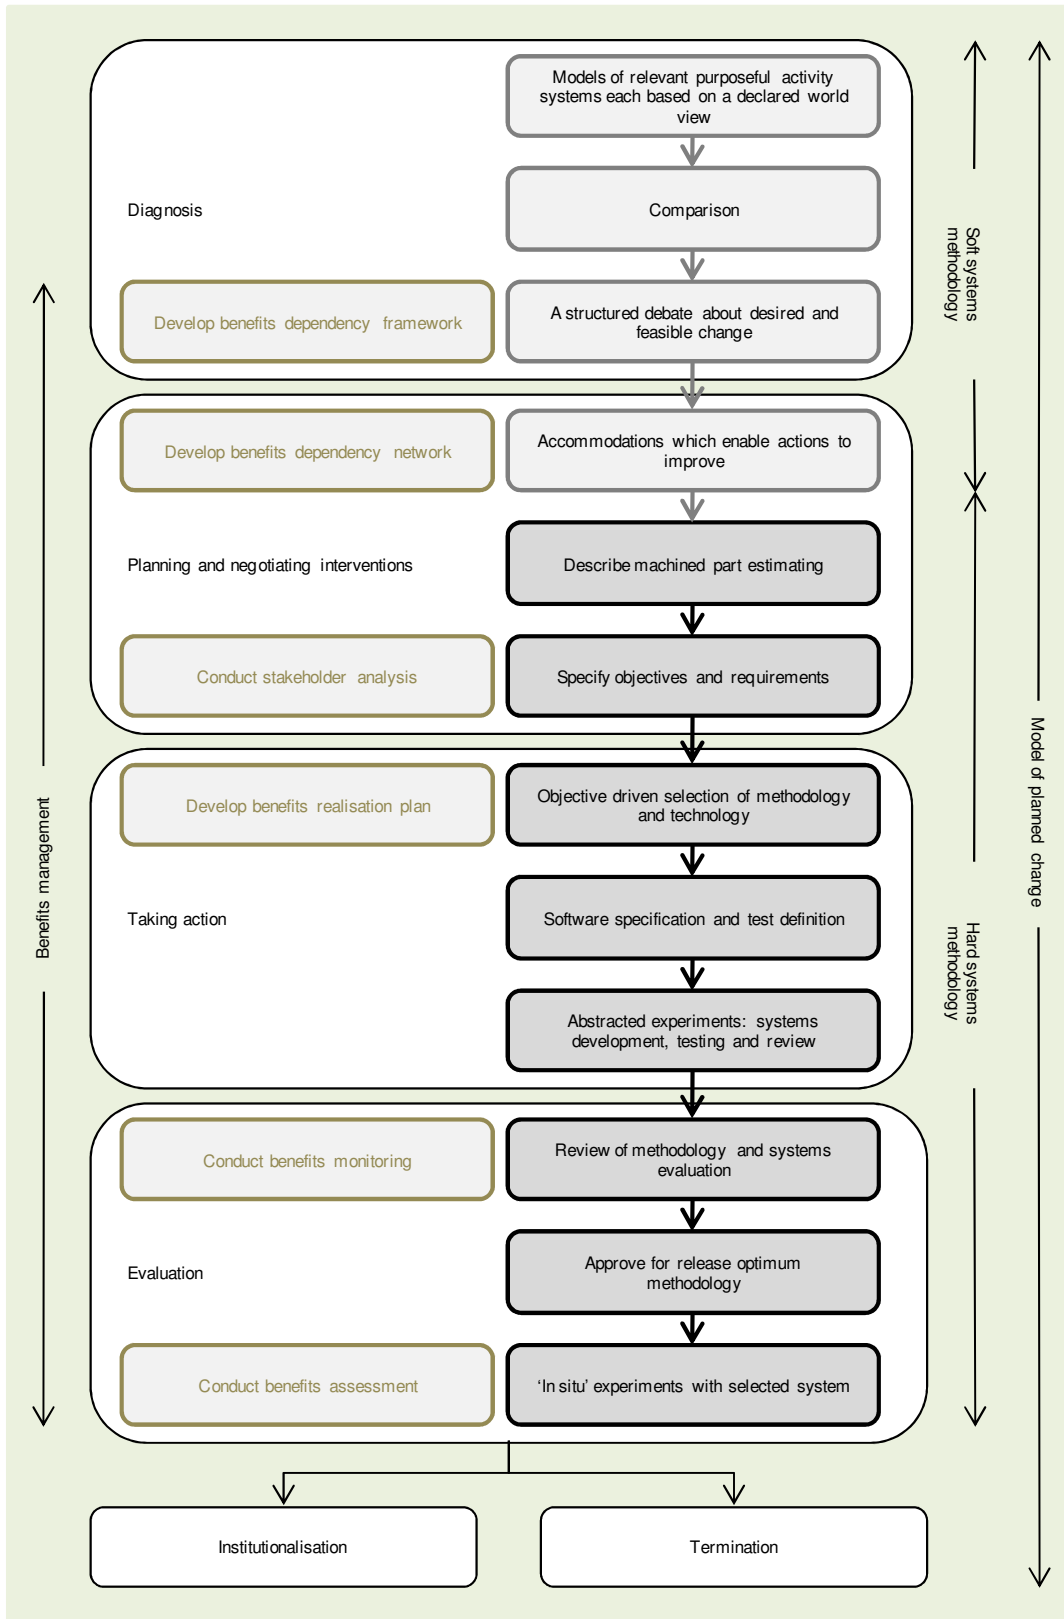 Models of relevant purposeful activity
systems each based on a declared world
view
Diagnosis
Comparison
Develop benefits dependency framework
A structured debate about desired and
feasible change
Develop benefits dependency network
Accommodations which enable actions to
improve
Planning and negotiating interventions
Describe machined part estimating
Conduct stakeholder analysis
Specify objectives and requirements
Develop benefits realisation plan
Objective driven selection of methodology
and technology
Taking action
Software specification and test definition
Abstracted experiments: systems
development, testing and review
Conduct benefits monitoring
Review of methodology and systems
evaluation
Evaluation
Approve for release optimum
methodology
Conduct benefits assessment
‘In situ’ experiments with selected system
Institutionalisation
Termination
Benefits management
Soft systems
methodology
Hard systems
methodology
Model of planned change